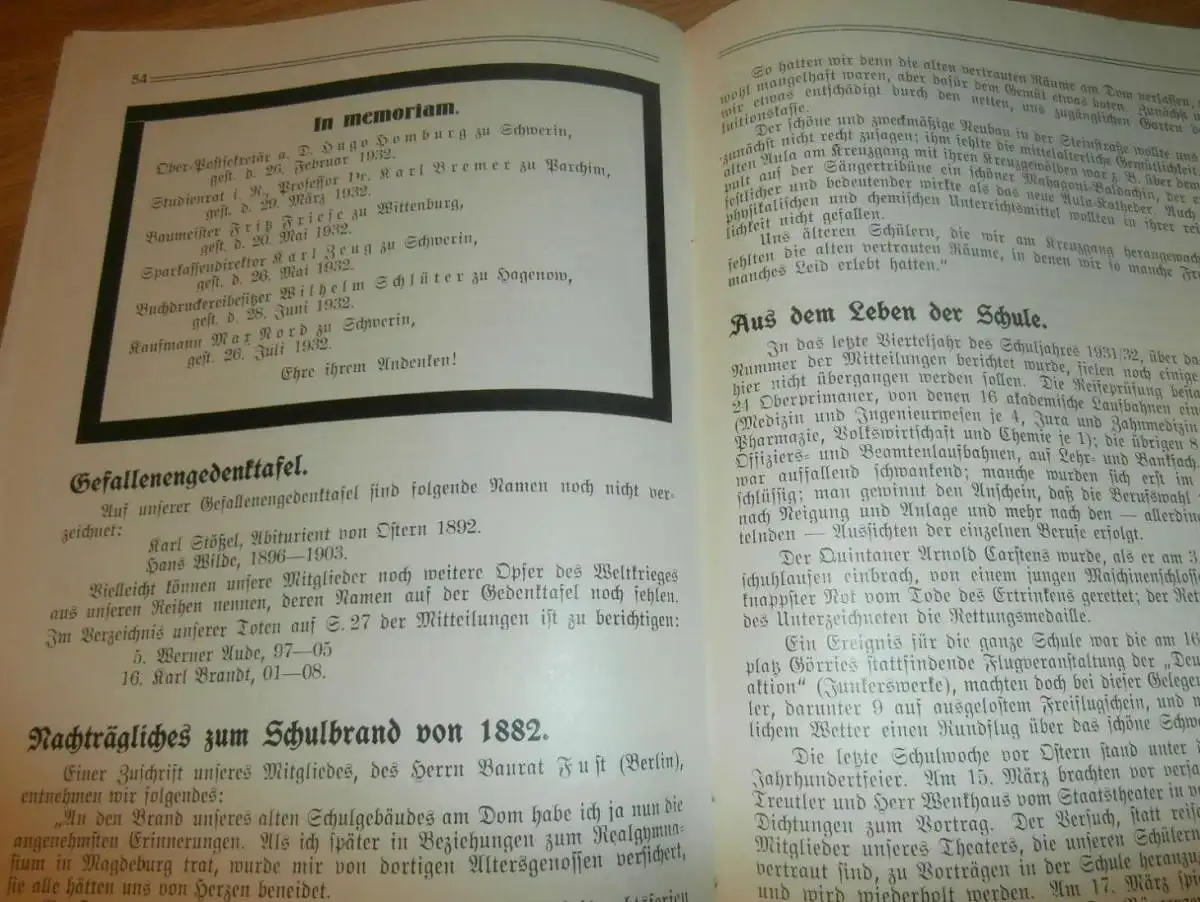 54
In memoriam.
Ober-Postsekretär a. D. Hugo Homburg zu Schwerin,
gest. d. 26. Februar 1932.
Studienrat i. R., Professor Dr. Karl Bremer zu Parchim,
gest. d. 29. März 1932.
Baumeister Fritz Friese zu Wittenburg,
gest. d. 20. Mai 1932.
Sparkassendirektor Karl Zeug zu Schwerin,
gest. d. 26. Mai 1932.
Buchdruckereibesitzer Wilhelm Schlüter zu Hagenow,
gest. d. 28. Juni 1932.
Kaufmann Max Nord zu Schwerin,
gest. 26. Juli 1932.
Ehre ihrem Andenken!
Gefallenengedenktafel.
Auf unserer Gefallenengedenktafel sind folgende Namen noch nicht ver-
zeichnet:
Karl Stößel, Abiturient von Ostern 1892.
Hans Wilde, 1896—1903.
Vielleicht können unsere Mitglieder noch weitere Opfer des Weltkrieges
aus unseren Reihen nennen, deren Namen auf der Gedenktafel noch fehlen.
Im Verzeichnis unserer Toten auf S. 27 der Mitteilungen ist zu berichtigen:
5. Werner Aude, 97—05
16. Karl Brandt, 01—08.
Nachträgliches zum Schulbrand von 1882.
Einer Zuschrift unseres Mitgliedes, des Herrn Baurat Fust (Berlin),
entnehmen wir folgendes:
„An den Brand unseres alten Schulgebäudes am Dom habe ich ja nun die
angenehmsten Erinnerungen. Als ich später in Beziehungen zum Realgymna-
sium in Magdeburg trat, wurde mir von dortigen Altersgenossen versichert,
sie alle hätten uns von Herzen beneidet.
So hatten wir denn die alten vertrauten Räume am Dom verlassen,
wohl mangelhaft waren, aber dafür dem Gemüt etwas boten. Zunächst
wir etwas entschädigt durch den netten, uns zugänglichen Garten
tuitionskasse.
Der schöne und zweckmäßige Neubau in der Steinstraße wollte uns
zunächst nicht recht zusagen; ihm fehlte die mittelalterliche Gemütlichkeit.
alten Aula am Kreuzgang mit ihren Kreuzgewölben war z. B. über dem
pult auf der Sängertribüne ein schöner Mahagoni-Baldachin, der
festlicher und bedeutender wirkte als das neue Aula-Katheder. Auch
physikalischen und chemischen Unterrichtsmittel wollten in ihrer
lichkeit nicht gefallen.
Uns älteren Schülern, die wir am Kreuzgang
fehlten die alten vertrauten Räume, in denen wir so manche
manches Leid erlebt hatten.“
Aus dem Leben der Schule.
In das letzte Vierteljahr des Schuljahres 1931/32, über
Nummer der Mitteilungen berichtet wurde, fielen noch einige
hier nicht übergangen werden sollen. Die Reifeprüfung
24 Oberprimaner, von denen 16 akademische Laufbahnen
(Medizin und Ingenieurwesen je 4, Jura und Zahnmedizin
Pharmazie, Volkswirtschaft und Chemie je 1); die übrigen 8
Offiziers- und Beamtenlaufbahnen, auf Lehr- und Bankfach.
war auffallend schwankend; manche wurden sich erst im
schlüssig; man gewinnt den Anschein, daß die Berufswahl
nach Neigung und Anlage und mehr nach den — allerdin
telnden — Aussichten der einzelnen Berufe erfolgt.
Der Quintaner Arnold Carstens wurde, als er am 3.
schuhlaufen einbrach, von einem jungen Maschinenschlos
knappster Not vom Tode des Ertrinkens gerettet; der Ret
des Unterzeichneten die Rettungsmedaille.
Ein Ereignis für die ganze Schule war die am 16
platz Görries stattfindende Flugveranstaltung der „Deu
aktion“ (Junkerswerke), machten doch bei dieser Gelegen
ler, darunter 9 auf ausgelostem Freiflugschein, und
lichem Wetter einen Rundflug über das schöne Schw
Die letzte Schulwoche vor Ostern stand unter
Jahrhundertfeier. Am 15. März brachten vor versa
Treutler und Herr Wenkhaus vom Staatstheater in
Dichtungen zum Vortrag. Der Versuch, statt
Mitglieder unseres Theaters, die unseren Schülern
vertraut sind, zu Vorträgen in der Schule heranzu
und wird wiederholt werden. Am 17. März